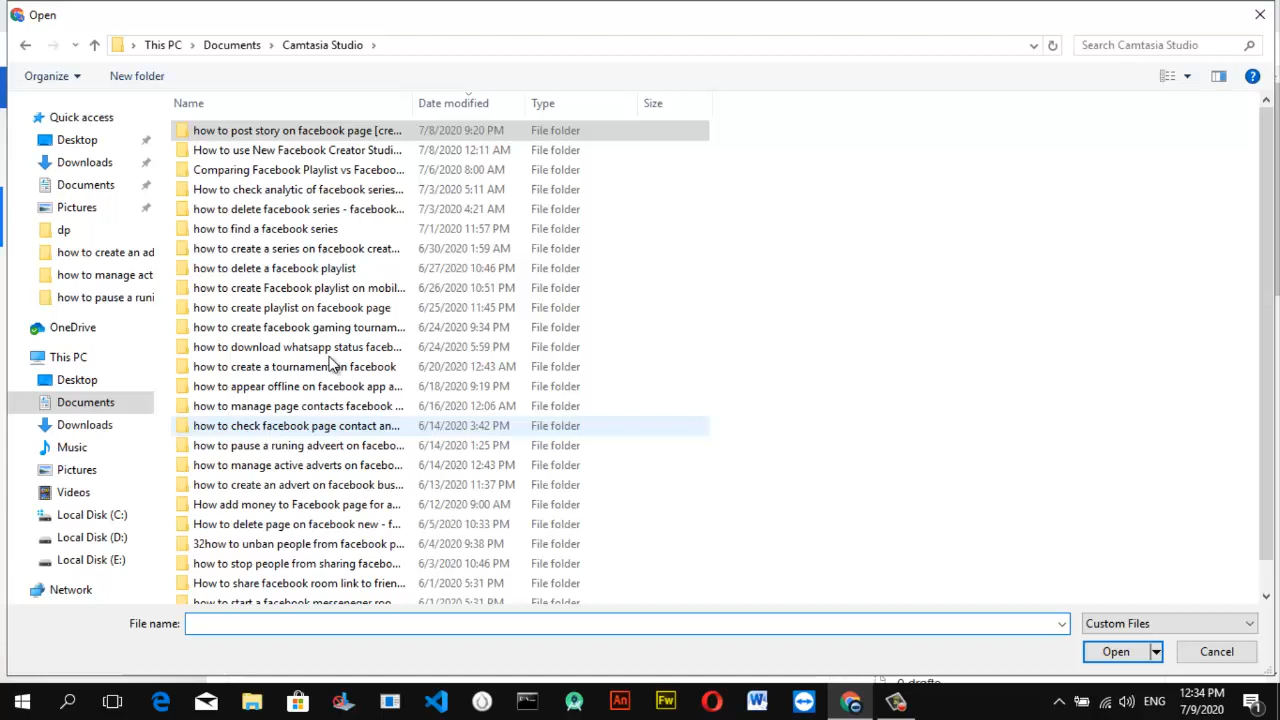 Open
This PC > Documents > Camtasia Studio >
Search Camtasia Studio
Organize
New folder
Name
Date modified
Type
Size
Quick access
Desktop
Downloads
Documents
Pictures
dp
how to create an ad
how to manage act
how to pause a runi
OneDrive
This PC
Desktop
Documents
Downloads
Music
Pictures
Videos
Local Disk (C:)
Local Disk (D:)
Local Disk (E:)
Network
how to post story on facebook page [cre... 7/8/2020 9:20 PM File folder
How to use New Facebook Creator Studi... 7/8/2020 12:11 AM File folder
Comparing Facebook Playlist vs Faceboo... 7/6/2020 8:00 AM File folder
How to check analytic of facebook series... 7/3/2020 5:11 AM File folder
how to delete facebook series - facebook... 7/3/2020 4:21 AM File folder
how to find a facebook series 7/1/2020 11:57 PM File folder
how to create a series on facebook creat... 6/30/2020 1:59 AM File folder
how to delete a facebook playlist 6/27/2020 10:46 PM File folder
how to create Facebook playlist on mobil... 6/26/2020 10:51 PM File folder
how to create playlist on facebook page 6/25/2020 11:45 PM File folder
how to create facebook gaming tournam... 6/24/2020 9:34 PM File folder
how to download whatsapp status faceb... 6/24/2020 5:59 PM File folder
how to create a tournament on facebook 6/20/2020 12:43 AM File folder
how to appear offline on facebook app a... 6/18/2020 9:19 PM File folder
how to manage page contacts facebook ... 6/16/2020 12:06 AM File folder
how to check facebook page contact an... 6/14/2020 3:42 PM File folder
how to pause a runing adveert on facebo... 6/14/2020 1:25 PM File folder
how to manage active adverts on facebo... 6/14/2020 12:43 PM File folder
how to create an advert on facebook bus... 6/13/2020 11:37 PM File folder
How add money to Facebook page for a... 6/12/2020 9:00 AM File folder
How to delete page on facebook new - f... 6/5/2020 10:33 PM File folder
32how to unban people from facebook p... 6/4/2020 9:38 PM File folder
how to stop people from sharing facebo... 6/3/2020 10:46 PM File folder
How to share facebook room link to frien... 6/1/2020 5:31 PM File folder
how to start a facebook messeneger roo... 6/1/2020 5:31 PM File folder
File name:
Custom Files
Open
Cancel
0 drafts
An
Fw
W
ENG
12:34 PM
7/9/2020
1